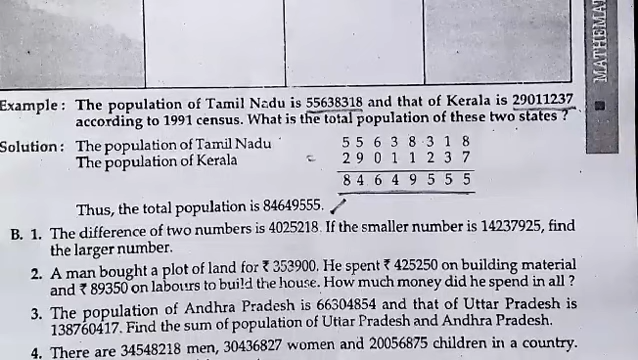 MATHEMAT
Example : The population of Tamil Nadu is 55638318 and that of Kerala is 29011237
according to 1991 census. What is the total population of these two states ?
Solution : The population of Tamil Nadu 5 5 6 3 8 3 1 8
The population of Kerala 2 9 0 1 1 2 3 7
8 4 6 4 9 5 5 5
Thus, the total population is 84649555.
B. 1. The difference of two numbers is 4025218. If the smaller number is 14237925, find
the larger number.
2. A man bought a plot of land for ₹ 353900. He spent ₹ 425250 on building material
and ₹ 89350 on labours to build the house. How much money did he spend in all ?
3. The population of Andhra Pradesh is 66304854 and that of Uttar Pradesh is
138760417. Find the sum of population of Uttar Pradesh and Andhra Pradesh.
4. There are 34548218 men, 30436827 women and 20056875 children in a country.